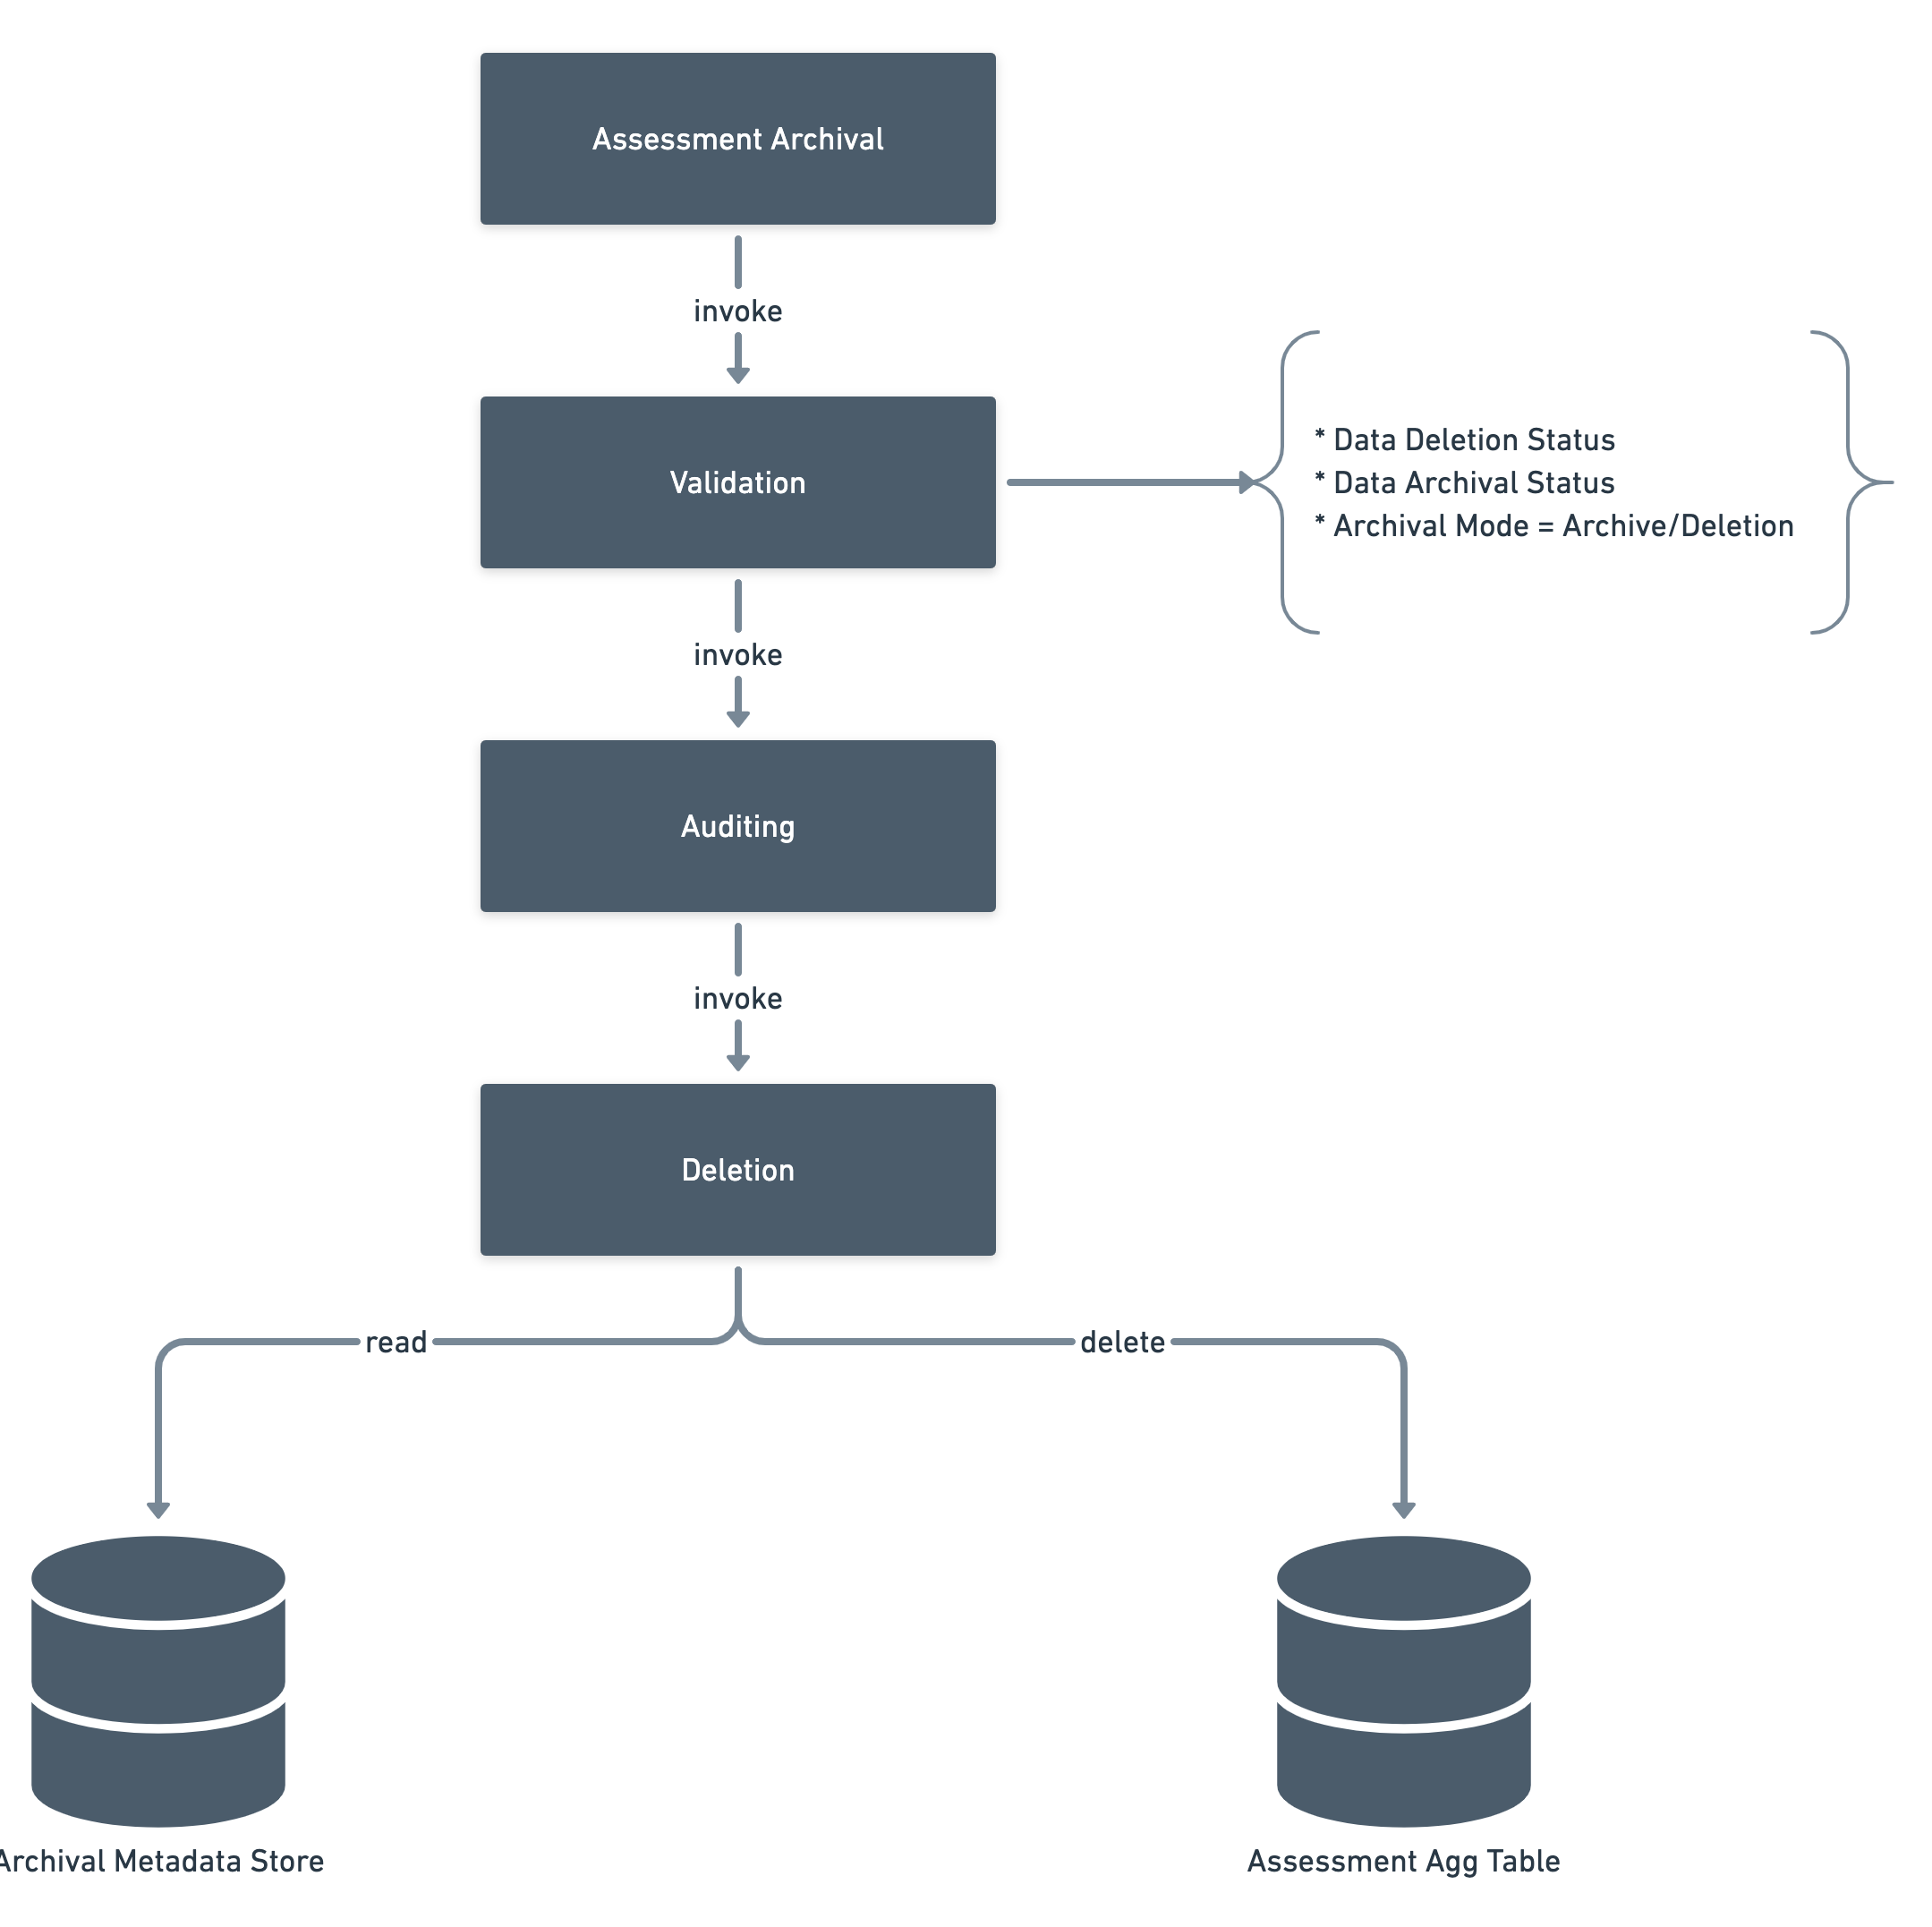 Assessment Archival
invoke
Validation
* Data Deletion Status
* Data Archival Status
* Archival Mode = Archive/Deletion
invoke
Auditing
invoke
Deletion
read
delete
Archival Metadata Store
Assessment Agg Table